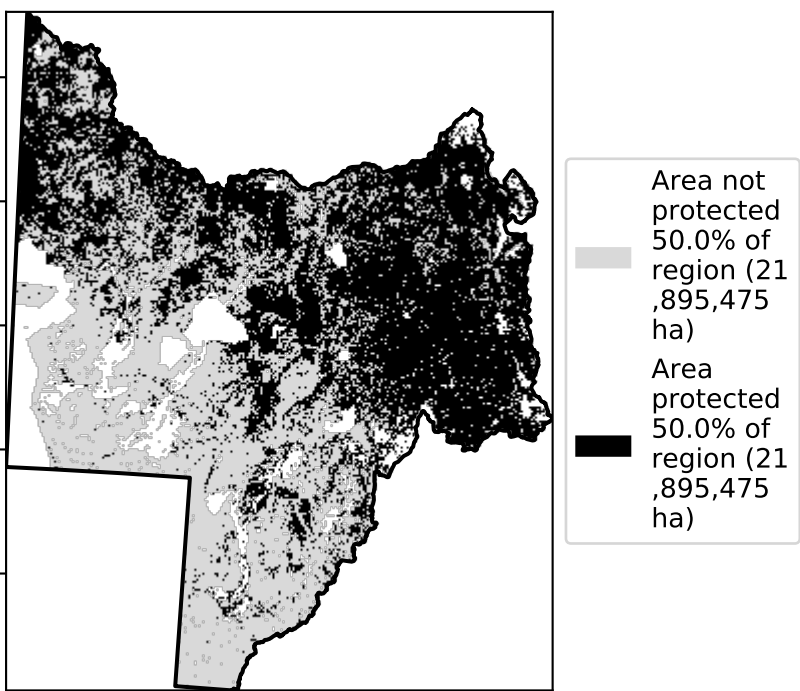 Area not
protected
50.0% of
region (21
,895,475
ha)
Area
protected
50.0% of
region (21
,895,475
ha)